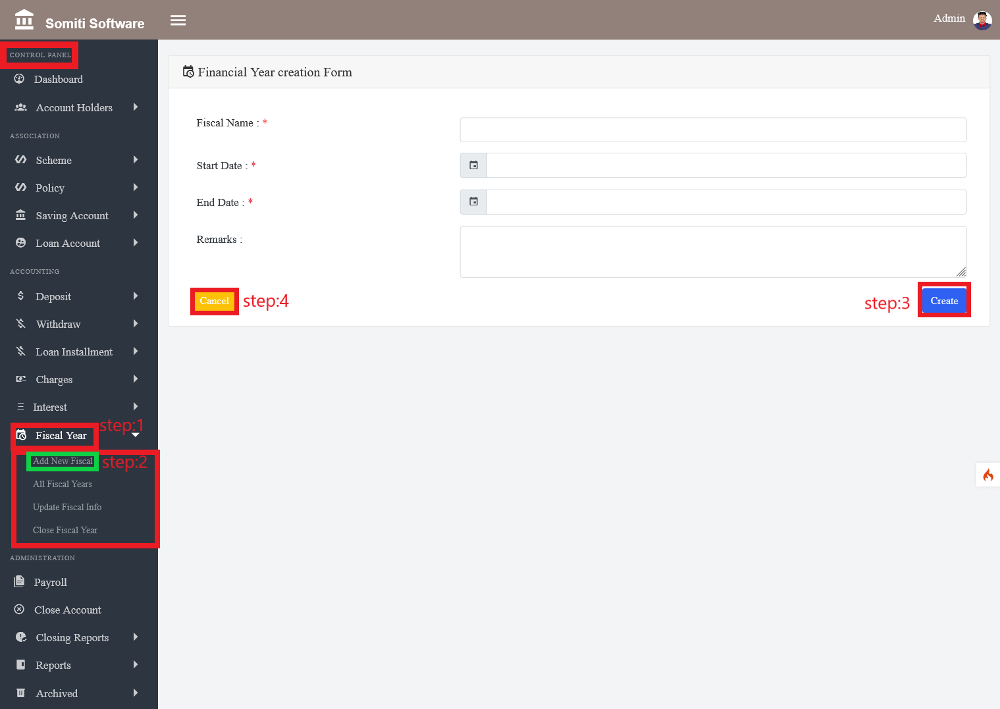 Somiti Software
Admin
CONTROL PANEL
Dashboard
Account Holders
ASSOCIATION
Scheme
Policy
Saving Account
Loan Account
ACCOUNTING
Deposit
Withdraw
Loan Installment
Charges
Interest
Fiscal Year step:1
Add New Fiscal step:2
All Fiscal Years
Update Fiscal Info
Close Fiscal Year
ADMINISTRATION
Payroll
Close Account
Closing Reports
Reports
Archived
Financial Year creation Form
Fiscal Name : *
Start Date : *
End Date : *
Remarks :
Cancel step:4
step:3 Create